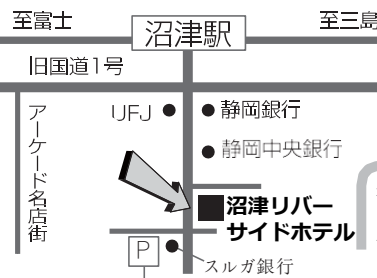 至富士
沼津駅
至三島
旧国道1号
アーケード名店街
UFJ
静岡銀行
静岡中央銀行
沼津リバー
サイドホテル
P
スルガ銀行